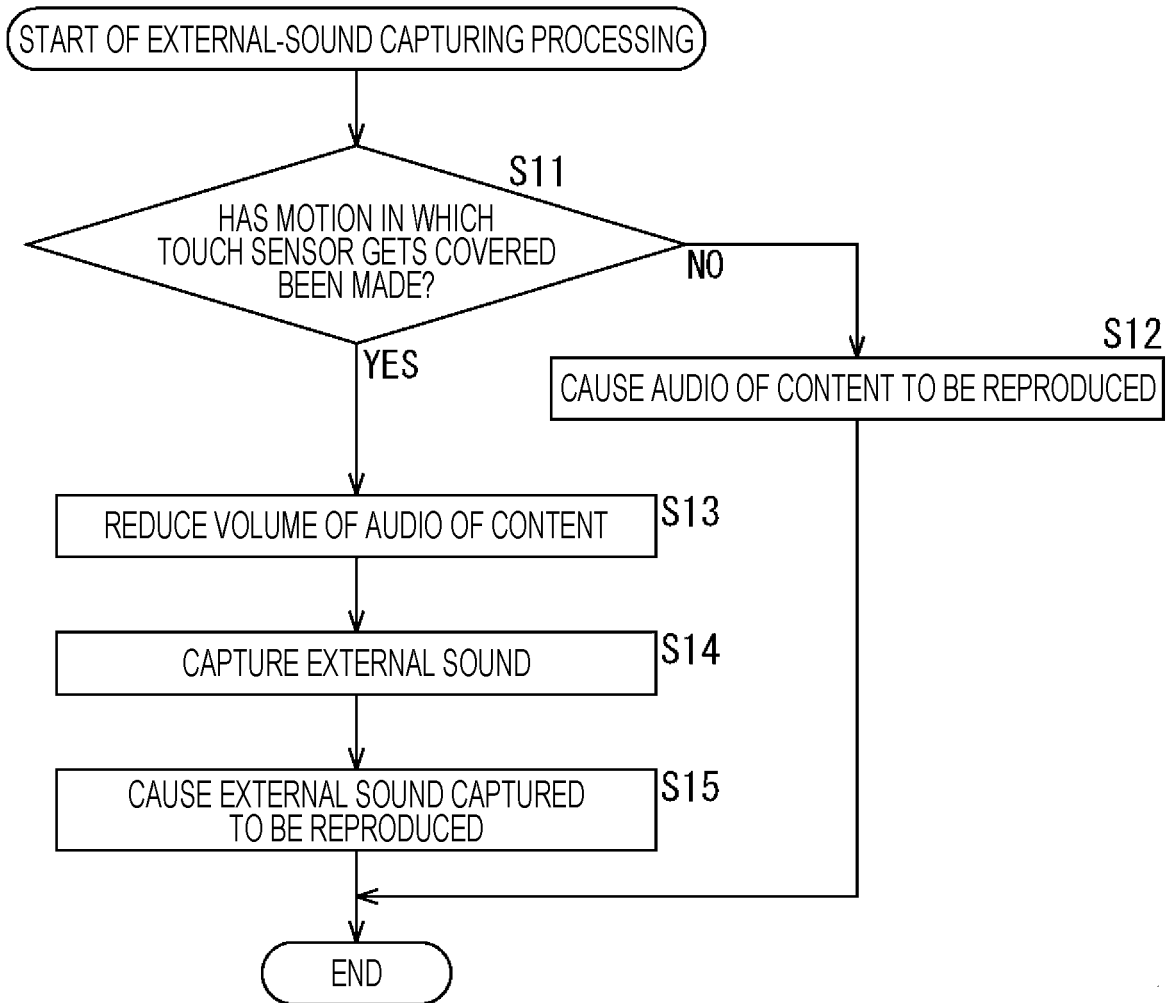 START OF EXTERNAL-SOUND CAPTURING PROCESSING
S11
HAS MOTION IN WHICH
TOUCH SENSOR GETS COVERED
BEEN MADE?
NO
YES
S12
CAUSE AUDIO OF CONTENT TO BE REPRODUCED
REDUCE VOLUME OF AUDIO OF CONTENT
S13
CAPTURE EXTERNAL SOUND
S14
CAUSE EXTERNAL SOUND CAPTURED
TO BE REPRODUCED
S15
END